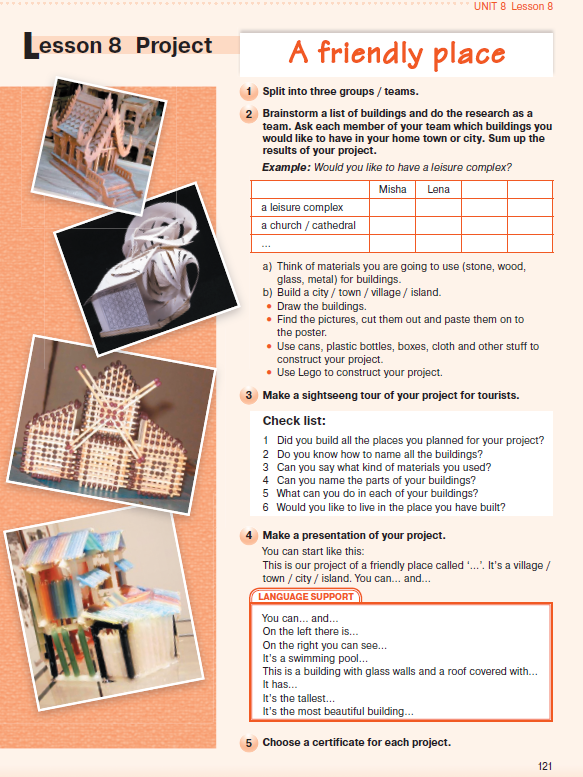 UNIT 8 Lesson 8
Lesson 8 Project
A friendly place
1 Split into three groups / teams.
2 Brainstorm a list of buildings and do the research as a
team. Ask each member of your team which buildings you
would like to have in your home town or city. Sum up the
results of your project.
Example: Would you like to have a leisure complex?
Misha Lena
a leisure complex
a church / cathedral
...
a) Think of materials you are going to use (stone, wood,
glass, metal) for buildings.
b) Build a city / town / village / island.
• Draw the buildings.
• Find the pictures, cut them out and paste them on to
the poster.
• Use cans, plastic bottles, boxes, cloth and other stuff to
construct your project.
• Use Lego to construct your project.
3 Make a sightseeng tour of your project for tourists.
Check list:
1 Did you build all the places you planned for your project?
2 Do you know how to name all the buildings?
3 Can you say what kind of materials you used?
4 Can you name the parts of your buildings?
5 What can you do in each of your buildings?
6 Would you like to live in the place you have built?
4 Make a presentation of your project.
You can start like this:
This is our project of a friendly place called ‘...’. It’s a village /
town / city / island. You can... and...
LANGUAGE SUPPORT
You can... and...
On the left there is...
On the right you can see...
It’s a swimming pool...
This is a building with glass walls and a roof covered with...
It has...
It’s the tallest...
It’s the most beautiful building...
5 Choose a certificate for each project.
121